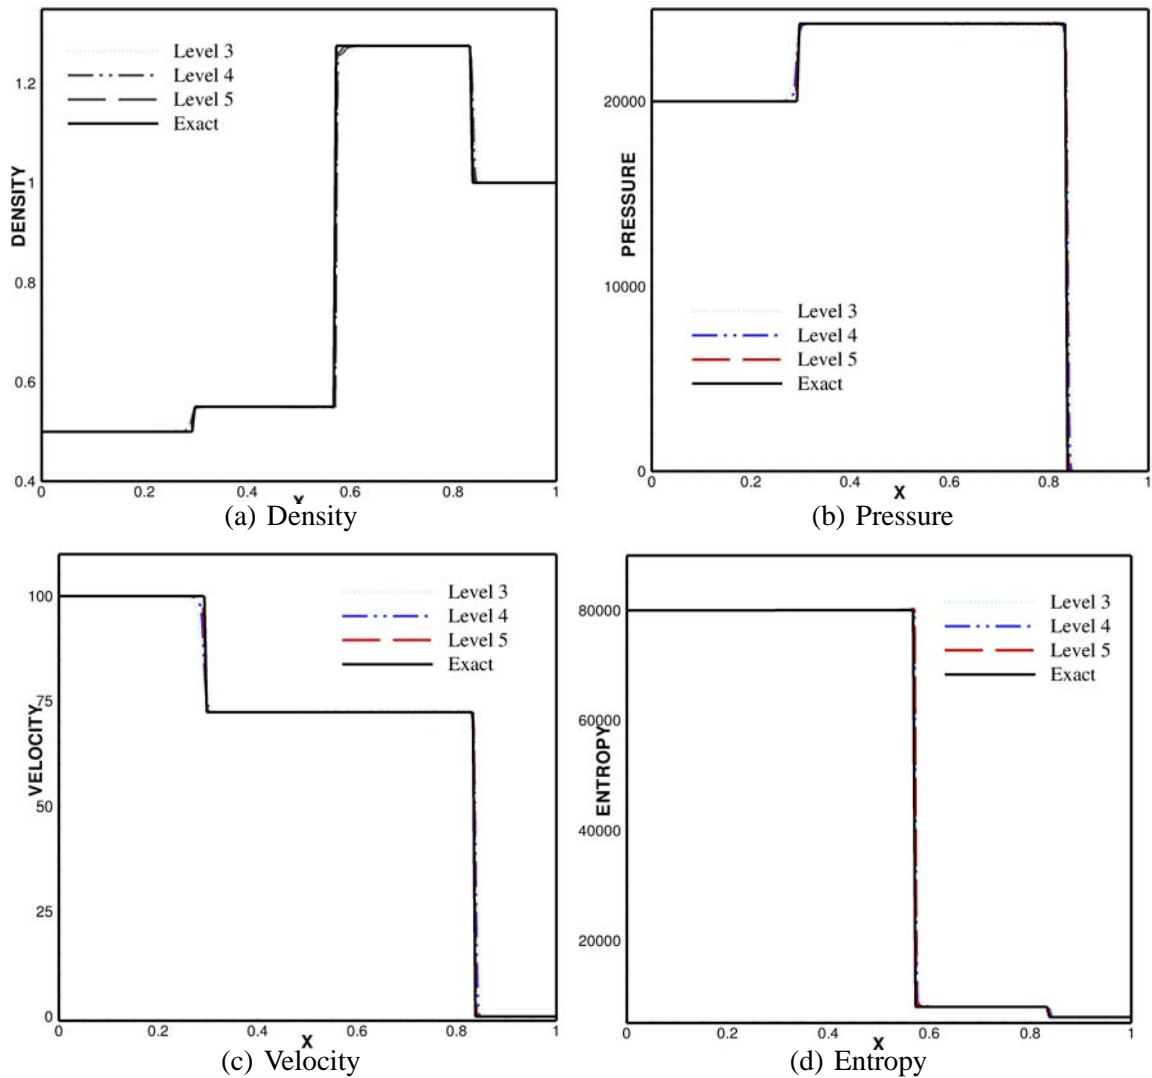 Level 3
Level 4
Level 5
Exact
1.2
1
0.8
0.6
0.4
DENSITY
0 0.2 0.4 0.6 0.8 1
X
(a) Density
20000
10000
0
PRESSURE
Level 3
Level 4
Level 5
Exact
0 0.2 0.4 0.6 0.8 1
X
(b) Pressure
100
75
50
25
0
VELOCITY
Level 3
Level 4
Level 5
Exact
0 0.2 0.4 0.6 0.8 1
X
(c) Velocity
80000
60000
40000
20000
ENTROPY
Level 3
Level 4
Level 5
Exact
0 0.2 0.4 0.6 0.8 1
X
(d) Entropy